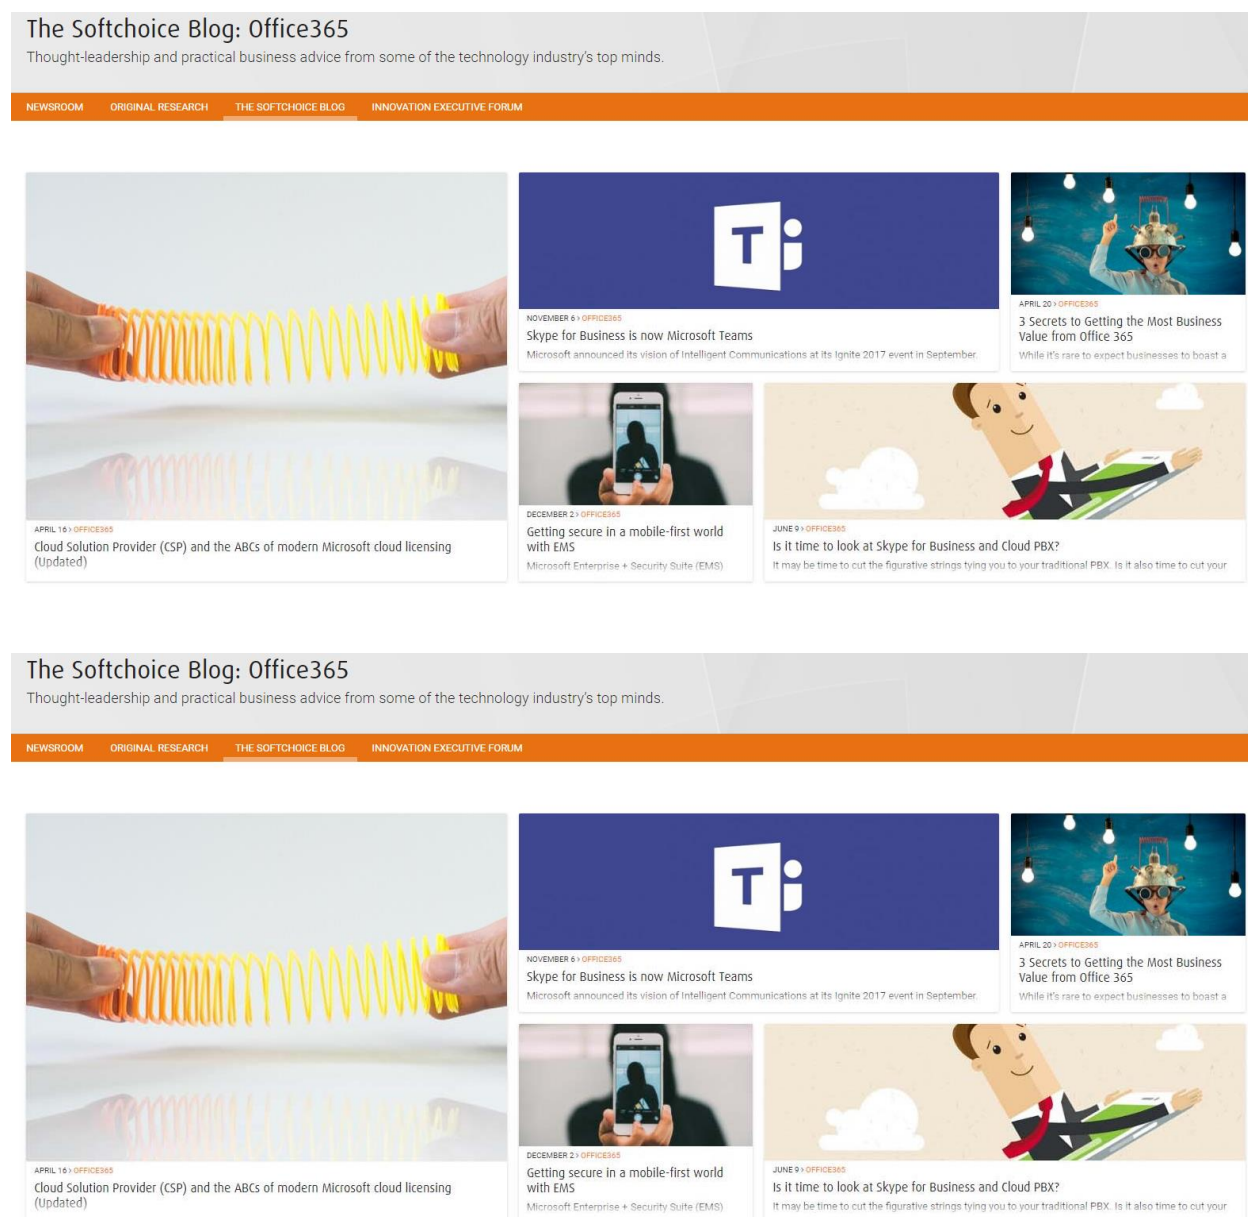 The Softchoice Blog: Office365
Thought-leadership and practical business advice from some of the technology industry's top minds.
NEWSROOM ORIGINAL RESEARCH THE SOFTCHOICE BLOG INNOVATION EXECUTIVE FORUM
APRIL 16 > OFFICE365
Cloud Solution Provider (CSP) and the ABCs of modern Microsoft cloud licensing
(Updated)
T
NOVEMBER 6 > OFFICE365
Skype for Business is now Microsoft Teams
Microsoft announced its vision of Intelligent Communications at its Ignite 2017 event in September.
APRIL 20 > OFFICE365
3 Secrets to Getting the Most Business
Value from Office 365
While it's rare to expect businesses to boast a
DECEMBER 2 > OFFICE365
Getting secure in a mobile-first world
with EMS
Microsoft Enterprise + Security Suite (EMS)
JUNE 9 > OFFICE365
Is it time to look at Skype for Business and Cloud PBX?
It may be time to cut the figurative strings tying you to your traditional PBX. Is it also time to cut your
The Softchoice Blog: Office365
Thought-leadership and practical business advice from some of the technology industry's top minds.
NEWSROOM ORIGINAL RESEARCH THE SOFTCHOICE BLOG INNOVATION EXECUTIVE FORUM
APRIL 16 > OFFICE365
Cloud Solution Provider (CSP) and the ABCs of modern Microsoft cloud licensing
(Updated)
T
NOVEMBER 6 > OFFICE365
Skype for Business is now Microsoft Teams
Microsoft announced its vision of Intelligent Communications at its Ignite 2017 event in September.
APRIL 20 > OFFICE365
3 Secrets to Getting the Most Business
Value from Office 365
While it's rare to expect businesses to boast a
DECEMBER 2 > OFFICE365
Getting secure in a mobile-first world
with EMS
Microsoft Enterprise + Security Suite (EMS)
JUNE 9 > OFFICE365
Is it time to look at Skype for Business and Cloud PBX?
It may be time to cut the figurative strings tying you to your traditional PBX. Is it also time to cut your